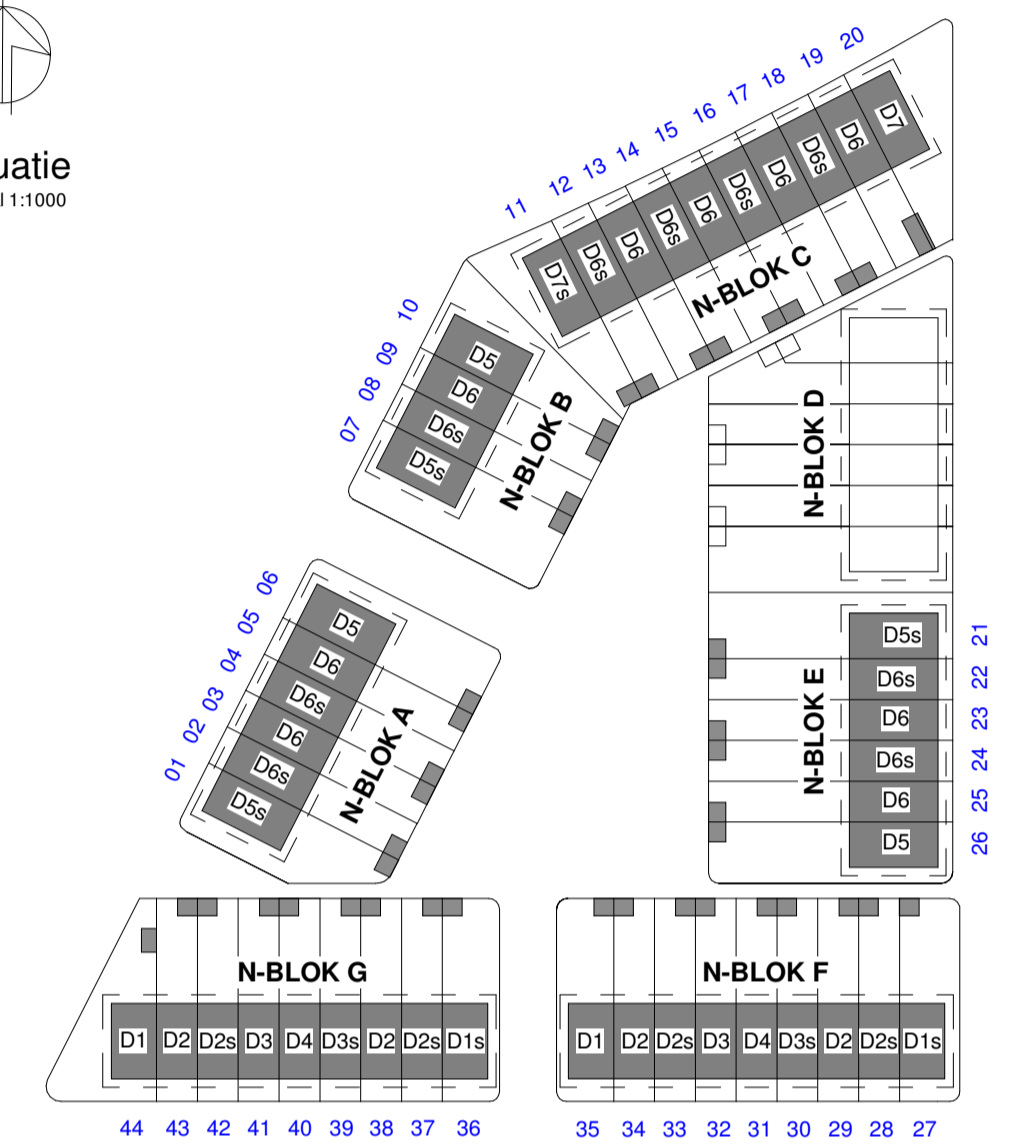 uatie
l 1:1000
11 12 13 14 15 16 17 18 19 20
D7s D6s D6 D6s D6 D6s D6 D6s D6 D7
N-BLOK C
10
09
08
07
D5
D6
D6s
D5s
N-BLOK B
N-BLOK D
06
05
04
03
02
01
D5
D6
D6s
D6
D6s
D5s
N-BLOK A
N-BLOK E
D5s 21
D6s 22
D6 23
D6s 24
D6 25
D5 26
N-BLOK G
D1 D2 D2s D3 D4 D3s D2 D2s D1s
44 43 42 41 40 39 38 37 36
N-BLOK F
D1 D2 D2s D3 D4 D3s D2 D2s D1s
35 34 33 32 31 30 29 28 27